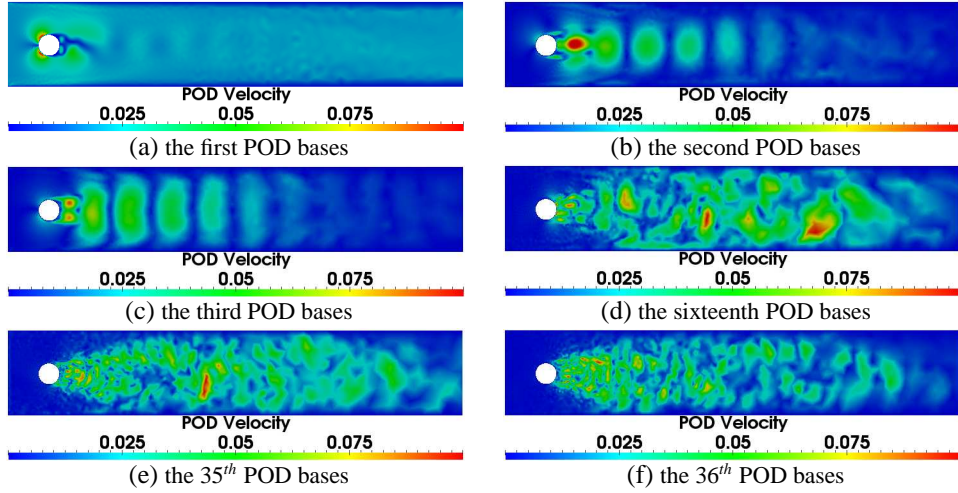 POD Velocity
0.025 0.05 0.075
(a) the first POD bases
POD Velocity
0.025 0.05 0.075
(b) the second POD bases
POD Velocity
0.025 0.05 0.075
(c) the third POD bases
POD Velocity
0.025 0.05 0.075
(d) the sixteenth POD bases
POD Velocity
0.025 0.05 0.075
(e) the 35th POD bases
POD Velocity
0.025 0.05 0.075
(f) the 36th POD bases